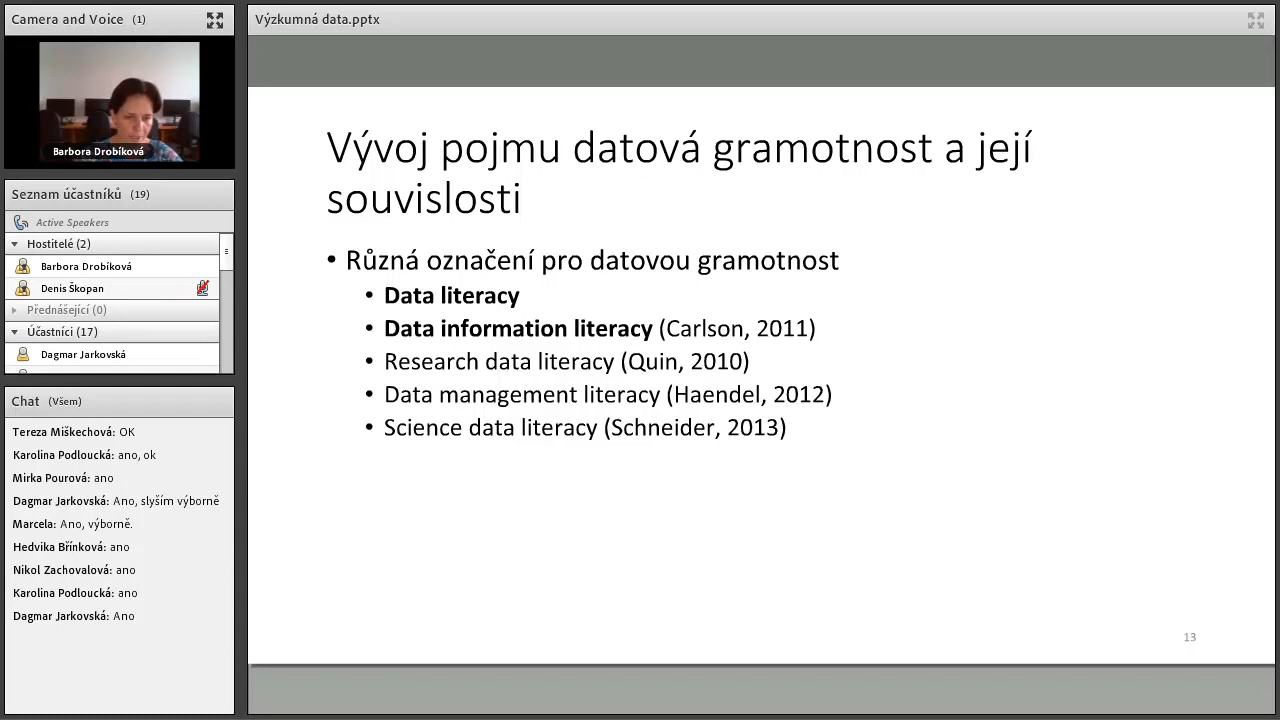 Camera and Voice (1)
Barbora Drobíková
Seznam účastníků (19)
Active Speakers
Hostitelé (2)
Barbora Drobíková
Denis Škopan
Přednášející (0)
Účastníci (17)
Dagmar Jarkovská
Chat (Všem)
Tereza Miškechová: OK
Karolina Podloucká: ano, ok
Mirka Pourová: ano
Dagmar Jarkovská: Ano, slyším výborně
Marcela: Ano, výborně.
Hedvika Břínková: ano
Nikol Zachovalová: ano
Karolina Podloucká: ano
Dagmar Jarkovská: Ano
Výzkumná data.pptx
Vývoj pojmu datová gramotnost a její
souvislosti
• Různá označení pro datovou gramotnost
• Data literacy
• Data information literacy (Carlson, 2011)
• Research data literacy (Quin, 2010)
• Data management literacy (Haendel, 2012)
• Science data literacy (Schneider, 2013)
13